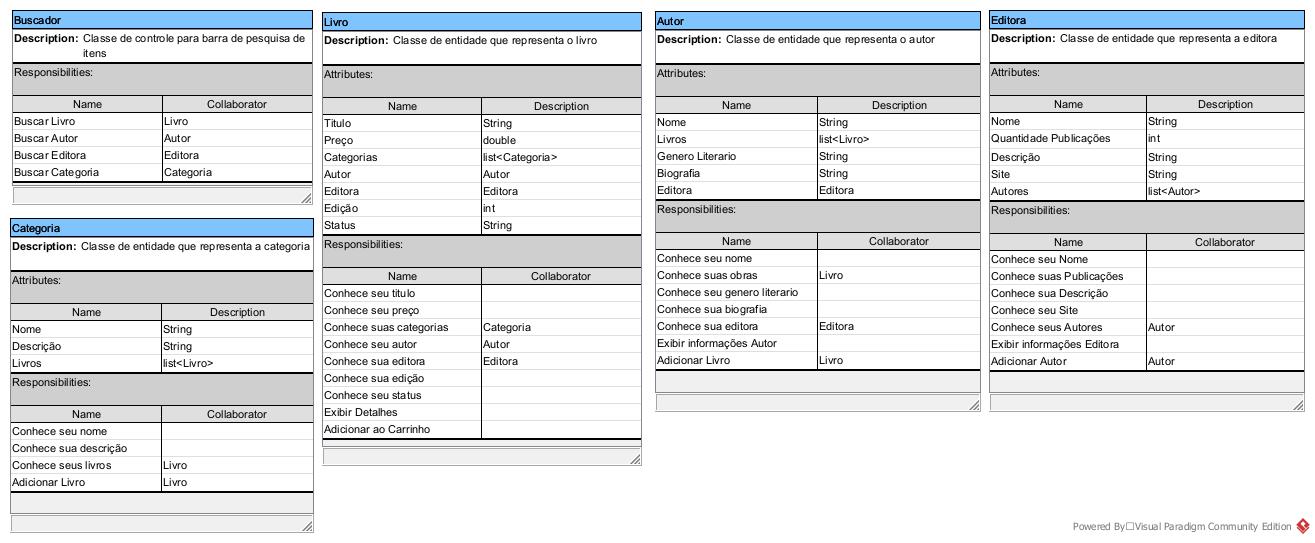 Buscador
Description: Classe de controle para barra de pesquisa de
itens
Responsibilities:
Name Collaborator
Buscar Livro Livro
Buscar Autor Autor
Buscar Editora Editora
Buscar Categoria Categoria
Categoria
Description: Classe de entidade que representa a categoria
Attributes:
Name Description
Nome String
Descrição String
Livros list<Livro>
Responsibilities:
Name Collaborator
Conhece seu nome
Conhece sua descrição
Conhece seus livros Livro
Adicionar Livro Livro
Livro
Description: Classe de entidade que representa o livro
Attributes:
Name Description
Titulo String
Preço double
Categorias list<Categoria>
Autor Autor
Editora Editora
Edição int
Status String
Responsibilities:
Name Collaborator
Conhece seu titulo
Conhece seu preço
Conhece suas categorias Categoria
Conhece seu autor Autor
Conhece sua editora Editora
Conhece sua edição
Conhece seu status
Exibir Detalhes
Adicionar ao Carrinho
Autor
Description: Classe de entidade que representa o autor
Attributes:
Name Description
Nome String
Livros list<Livro>
Genero Literario String
Biografia String
Editora Editora
Responsibilities:
Name Collaborator
Conhece seu nome
Conhece suas obras Livro
Conhece seu genero literario
Conhece sua biografia
Conhece sua editora Editora
Exibir informações Autor
Adicionar Livro Livro
Editora
Description: Classe de entidade que representa a editora
Attributes:
Name Description
Nome String
Quantidade Publicações int
Descrição String
Site String
Autores list<Autor>
Responsibilities:
Name Collaborator
Conhece seu Nome
Conhece suas Publicações
Conhece sua Descrição
Conhece seu Site
Conhece seus Autores Autor
Exibir informações Editora
Adicionar Autor Autor
Powered By□Visual Paradigm Community Edition